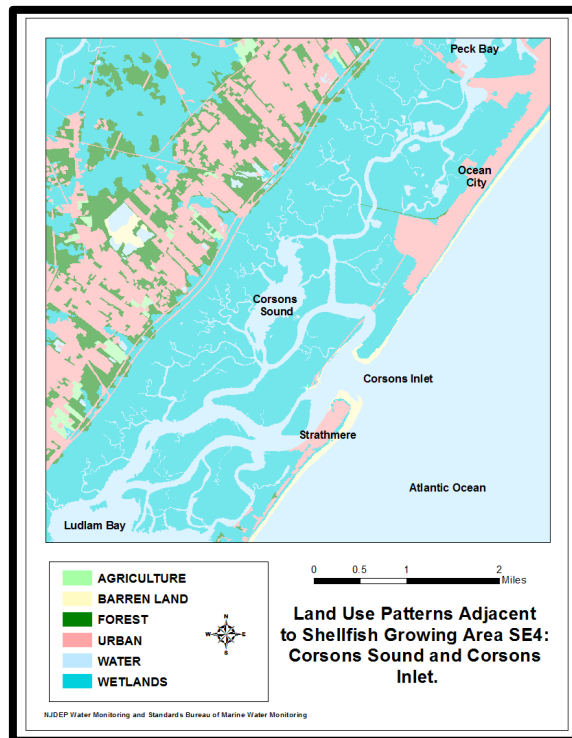 Peck Bay
Ocean
City
Corsons
Sound
Corsons Inlet
Strathmere
Atlantic Ocean
Ludlam Bay
AGRICULTURE
BARREN LAND
FOREST
URBAN
WATER
WETLANDS
N
W E
S
0 0.5 1 2
Miles
Land Use Patterns Adjacent
to Shellfish Growing Area SE4:
Corsons Sound and Corsons
Inlet.
NJDEP Water Monitoring and Standards Bureau of Marine Water Monitoring